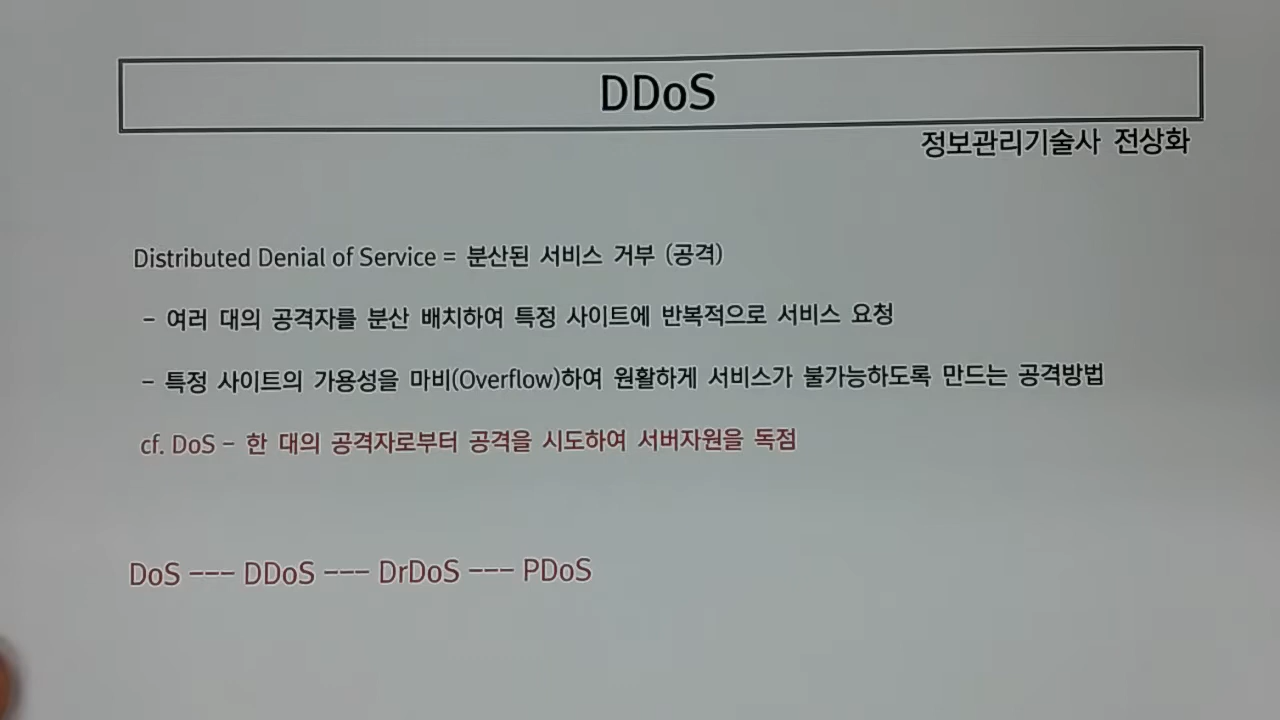 DDoS
정보관리기술사 전상화
Distributed Denial of Service = 분산된 서비스 거부 (공격)
- 여러 대의 공격자를 분산 배치하여 특정 사이트에 반복적으로 서비스 요청
- 특정 사이트의 가용성을 마비(Overflow)하여 원활하게 서비스가 불가능하도록 만드는 공격방법
cf. DoS - 한 대의 공격자로부터 공격을 시도하여 서버자원을 독점
DoS --- DDoS --- DrDoS --- PDoS